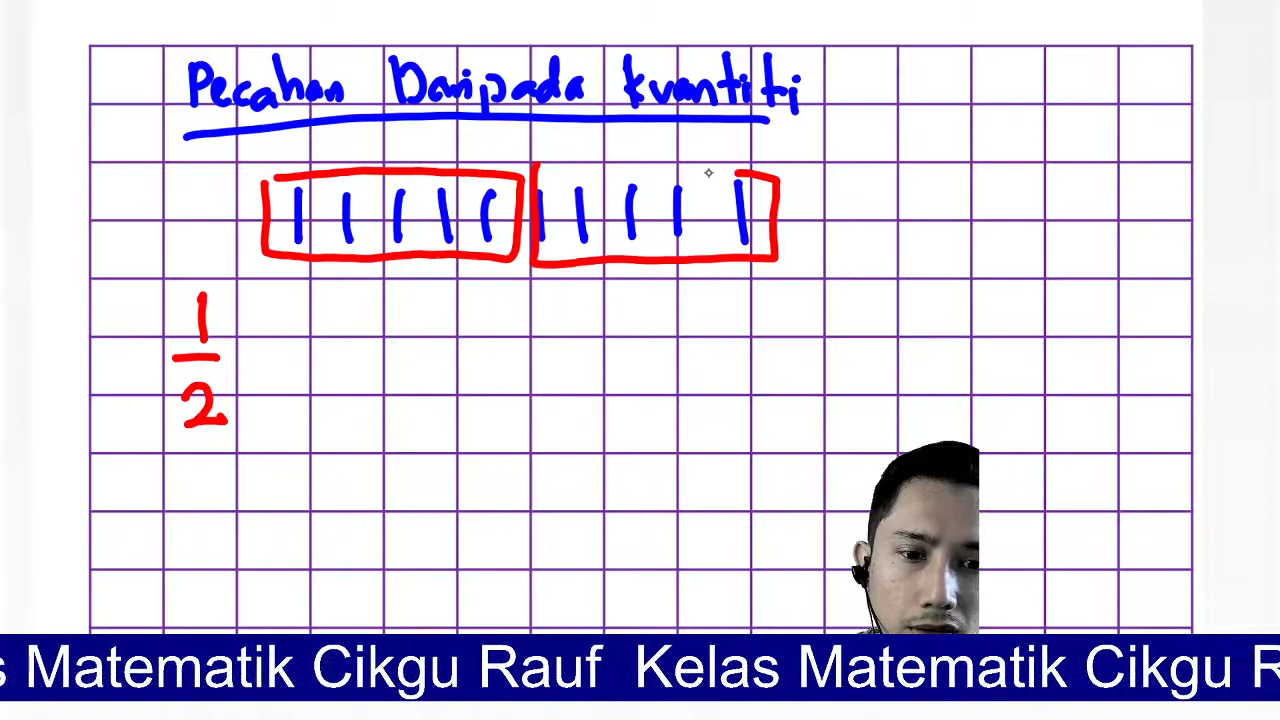 Pecahan Daripada Kuantiti
1
2
s Matematik Cikgu Rauf Kelas Matematik Cikgu R